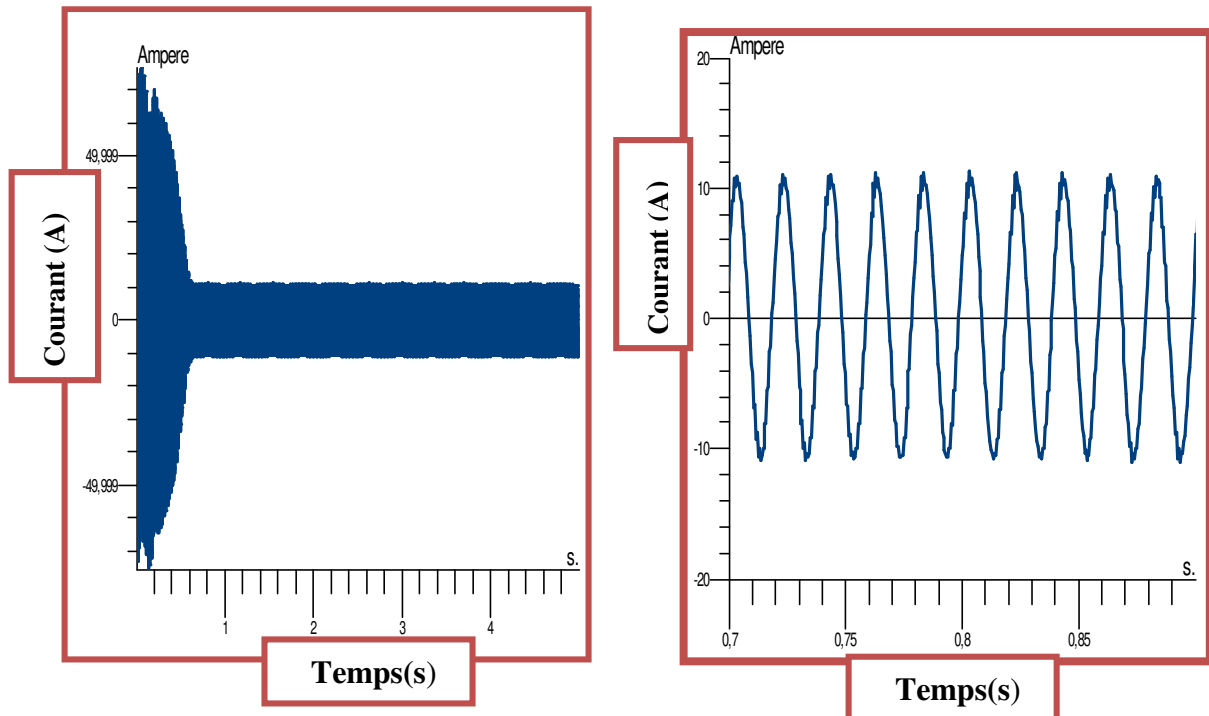 Ampere
49,999
0
-49,999
s.
1 2 3 4
Courant (A)
Temps(s)
Ampere
20
10
0
-10
-20
s.
0,7 0,75 0,8 0,85
Courant (A)
Temps(s)